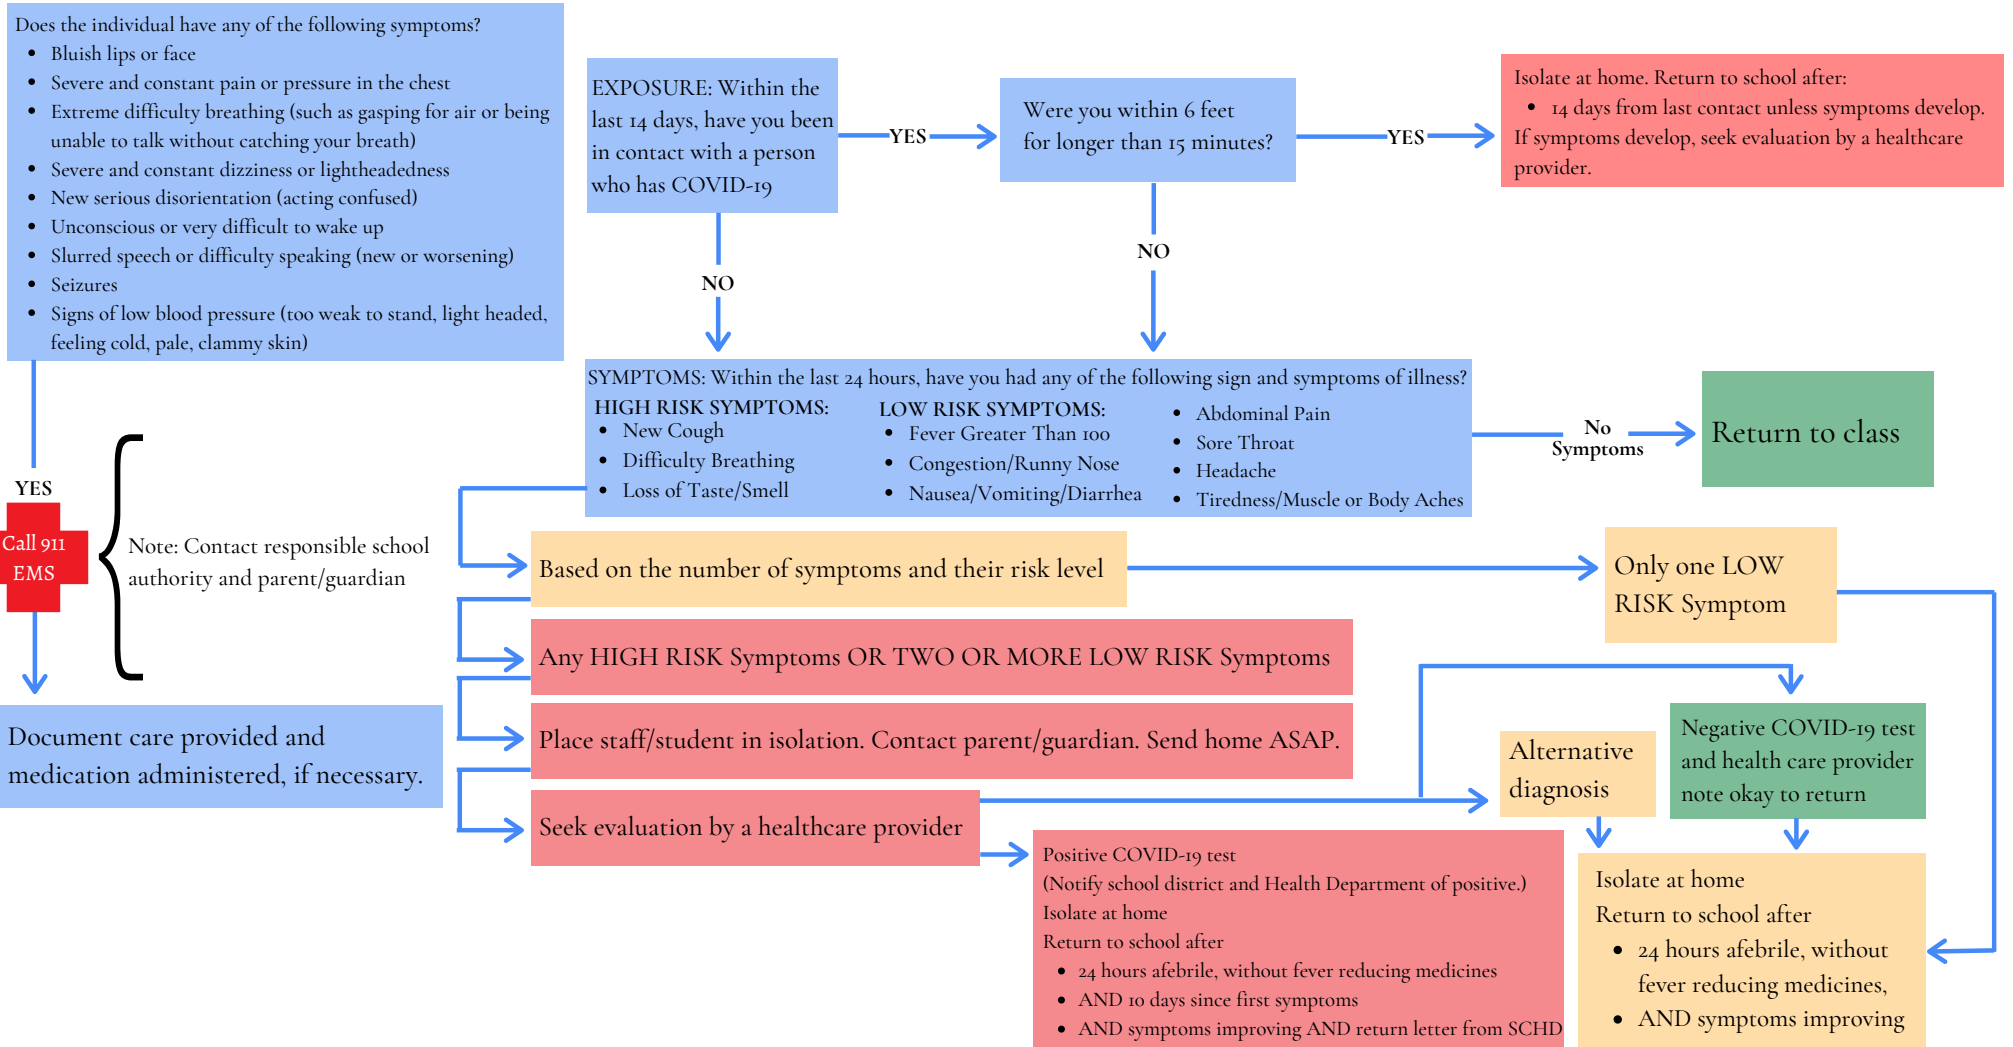 Does the individual have any of the following symptoms?
• Bluish lips or face
• Severe and constant pain or pressure in the chest
• Extreme difficulty breathing (such as gasping for air or being
unable to talk without catching your breath)
• Severe and constant dizziness or lightheadedness
• New serious disorientation (acting confused)
• Unconscious or very difficult to wake up
• Slurred speech or difficulty speaking (new or worsening)
• Seizures
• Signs of low blood pressure (too weak to stand, light headed,
feeling cold, pale, clammy skin)
YES
Call 911
EMS
Note: Contact responsible school
authority and parent/guardian
Document care provided and
medication administered, if necessary.
EXPOSURE: Within the
last 14 days, have you been
in contact with a person
who has COVID-19
YES
NO
Were you within 6 feet
for longer than 15 minutes?
YES
NO
Isolate at home. Return to school after:
• 14 days from last contact unless symptoms develop.
If symptoms develop, seek evaluation by a healthcare
provider.
SYMPTOMS: Within the last 24 hours, have you had any of the following sign and symptoms of illness?
HIGH RISK SYMPTOMS:
• New Cough
• Difficulty Breathing
• Loss of Taste/Smell
LOW RISK SYMPTOMS:
• Fever Greater Than 100
• Congestion/Runny Nose
• Nausea/Vomiting/Diarrhea
• Abdominal Pain
• Sore Throat
• Headache
• Tiredness/Muscle or Body Aches
No
Symptoms
Return to class
Based on the number of symptoms and their risk level
Only one LOW
RISK Symptom
Any HIGH RISK Symptoms OR TWO OR MORE LOW RISK Symptoms
Place staff/student in isolation. Contact parent/guardian. Send home ASAP.
Seek evaluation by a healthcare provider
Alternative
diagnosis
Negative COVID-19 test
and health care provider
note okay to return
Positive COVID-19 test
(Notify school district and Health Department of positive.)
Isolate at home
Return to school after
• 24 hours afebrile, without fever reducing medicines
• AND 10 days since first symptoms
• AND symptoms improving AND return letter from SCHD
Isolate at home
Return to school after
• 24 hours afebrile, without
fever reducing medicines,
• AND symptoms improving